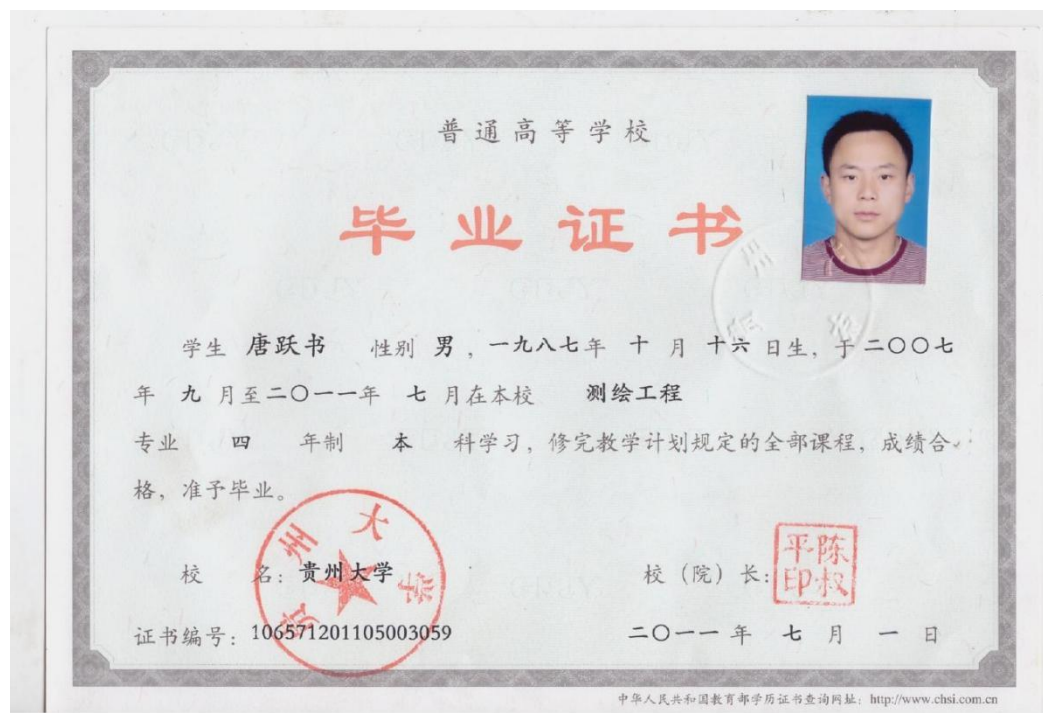 普通高等学校
毕业证书
学生 唐跃书 性别 男，一九八七年 十 月 十六 日生，于二〇〇七
年 九 月至二〇一一年 七 月在本校 测绘工程
专业 四 年制 本 科学习，修完教学计划规定的全部课程，成绩合
格，准予毕业。
贵州大学
校 名：贵州大学
校（院）长：
陈叔平印
证书编号：106571201105003059
二〇一一年 七 月 一 日
中华人民共和国教育部学历证书查询网址：http://www.chsi.com.cn